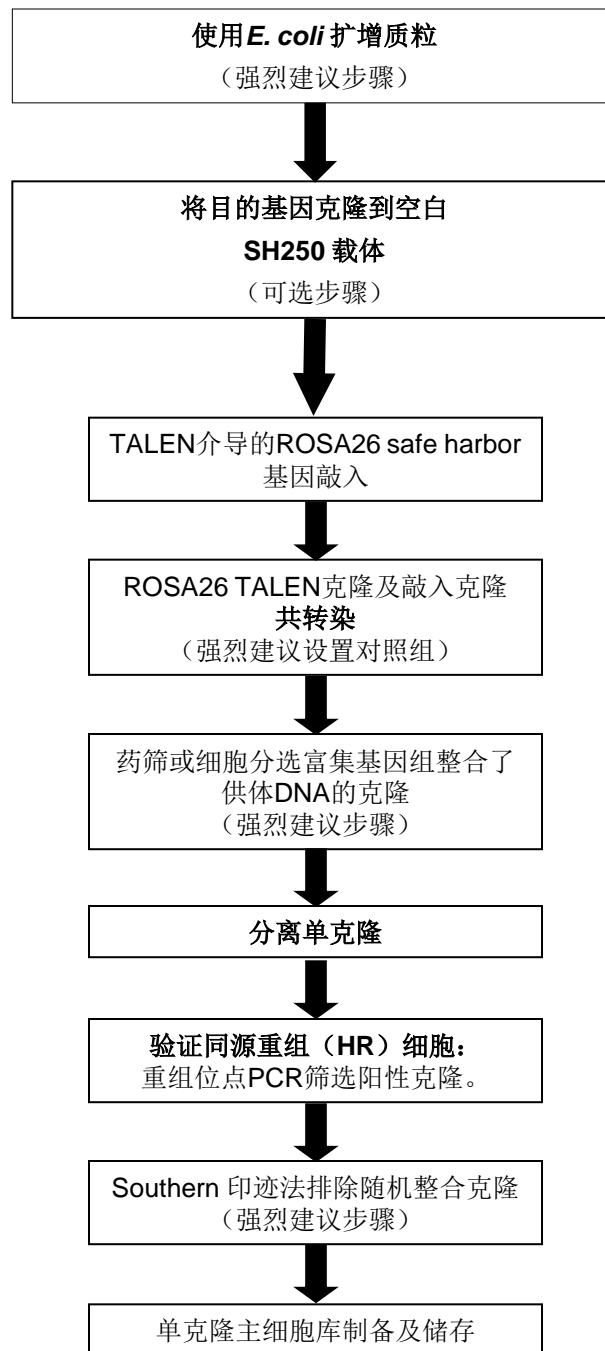 使用E. coli 扩增质粒
（强烈建议步骤）
将目的基因克隆到空白
SH250 载体
（可选步骤）
TALEN介导的ROSA26 safe harbor
基因敲入
ROSA26 TALEN克隆及敲入克隆
共转染
（强烈建议设置对照组）
药筛或细胞分选富集基因组整合了
供体DNA的克隆
（强烈建议步骤）
分离单克隆
验证同源重组（HR）细胞：
重组位点PCR筛选阳性克隆。
Southern 印迹法排除随机整合克隆
（强烈建议步骤）
单克隆主细胞库制备及储存